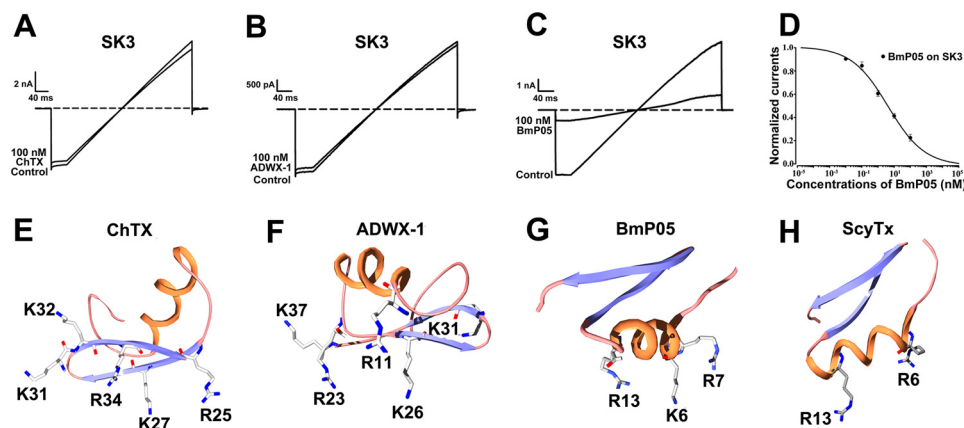 A
SK3
2 nA
40 ms
100 nM
ChTX
Control
B
SK3
500 pA
40 ms
100 nM
ADWX-1
Control
C
SK3
1 nA
40 ms
100 nM
BmP05
Control
D
Normalized currents
1.0
0.8
0.6
0.4
0.2
0.0
BmP05 on SK3
10⁻⁵ 10⁻³ 10⁻¹ 10¹ 10³ 10⁵
Concentrations of BmP05 (nM)
E
ChTX
K32
K31
R34
K27
R25
F
ADWX-1
K37
K31
R11
R23
K26
G
BmP05
R13
K6
R7
H
ScyTx
R6
R13